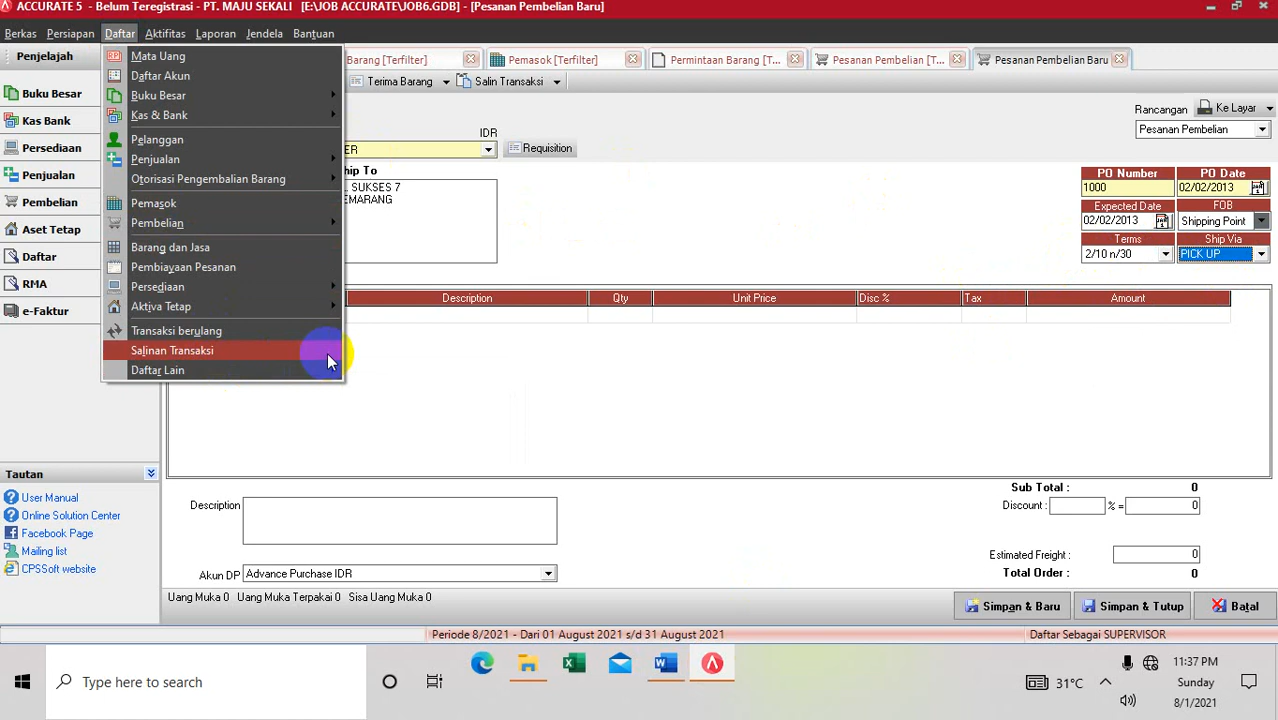 ACCURATE 5 - Belum Teregistrasi - PT. MAJU SEKALI [E:\JOB ACCURATE\JOB6.GDB] - [Pesanan Pembelian Baru]
Berkas Persiapan Daftar Aktifitas Laporan Jendela Bantuan
Penjelajah
Barang [Terfilter] Pemasok [Terfilter] Permintaan Barang [T... Pesanan Pembelian [T... Pesanan Pembelian Baru
Terima Barang Salin Transaksi
Buku Besar
Kas Bank
Persediaan
Penjualan
Pembelian
Aset Tetap
Daftar
RMA
e-Faktur
Mata Uang
Daftar Akun
Buku Besar
Kas & Bank
Pelanggan
Penjualan
Otorisasi Pengembalian Barang
Pemasok
Pembelian
Barang dan Jasa
Pembiayaan Pesanan
Persediaan
Aktiva Tetap
Transaksi berulang
Salinan Transaksi
Daftar Lain
IDR
ER Requisition
hip To
L SUKSES 7
EMARANG
Rancangan Ke Layar
Pesanan Pembelian
PO Number PO Date
1000 02/02/2013
Expected Date FOB
02/02/2013 Shipping Point
Terms Ship Via
2/10 n/30 PICK UP
Description Qty Unit Price Disc % Tax Amount
Tautan
User Manual
Online Solution Center
Facebook Page
Mailing list
CPSSoft website
Description
Akun DP Advance Purchase IDR
Uang Muka 0 Uang Muka Terpakai 0 Sisa Uang Muka 0
Sub Total : 0
Discount : % = 0
Estimated Freight : 0
Total Order : 0
Simpan & Baru Simpan & Tutup Batal
Periode 8/2021 - Dari 01 August 2021 s/d 31 August 2021 Daftar Sebagai SUPERVISOR
Type here to search
31°C
11:37 PM
Sunday
8/1/2021